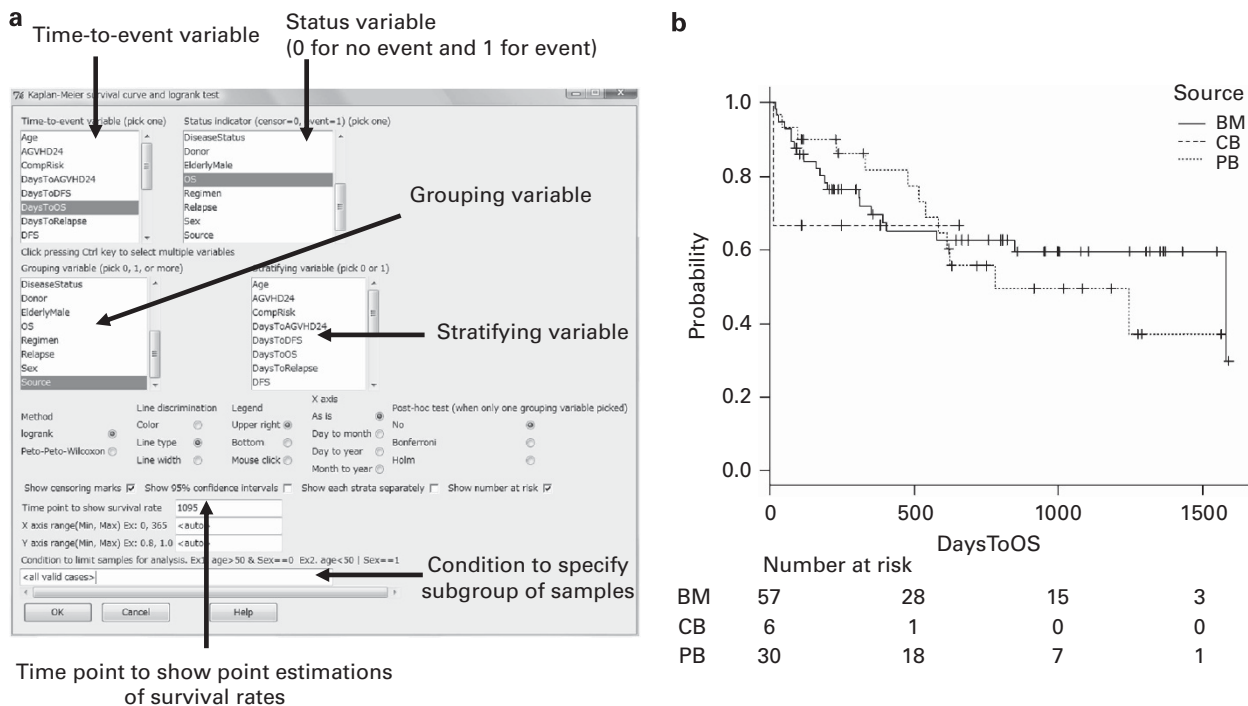 a
Time-to-event variable
Status variable
(0 for no event and 1 for event)
Kaplan-Meier survival curve and logrank test
Time-to-event variable (pick one)
Status indicator (censor=0, event=1) (pick one)
Age
AGVHD24
CompRisk
DaysToAGVHD24
DaysToDFS
DaysToOS
DaysToRelapse
DFS
DiseaseStatus
Donor
ElderlyMale
OS
Regimen
Relapse
Sex
Source
Grouping variable
Click pressing Ctrl key to select multiple variables
Grouping variable (pick 0, 1, or more)
Stratifying variable (pick 0 or 1)
DiseaseStatus
Donor
ElderlyMale
OS
Regimen
Relapse
Sex
Source
Age
AGVHD24
CompRisk
DaysToAGVHD24
DaysToDFS
DaysToOS
DaysToRelapse
DFS
Stratifying variable
Method
logrank
Peto-Peto-Wilcoxon
Line discrimination
Color
Line type
Line width
Legend
Upper right
Bottom
Mouse click
X axis
As is
Day to month
Day to year
Month to year
Post-hoc test (when only one grouping variable picked)
No
Bonferroni
Holm
Show censoring marks Show 95% confidence intervals Show each strata separately Show number at risk
Time point to show survival rate 1095
X axis range(Min, Max) Ex: 0, 365 <auto>
Y axis range(Min, Max) Ex: 0.8, 1.0 <auto>
Condition to limit samples for analysis. Ex1. age>50 & Sex==0 Ex2. age<50 | Sex==1
<all valid cases>
Condition to specify
subgroup of samples
OK Cancel Help
Time point to show point estimations
of survival rates
b
Source
BM
CB
PB
Probability
1.0
0.8
0.6
0.4
0.2
0.0
0 500 1000 1500
DaysToOS
Number at risk
BM 57 28 15 3
CB 6 1 0 0
PB 30 18 7 1